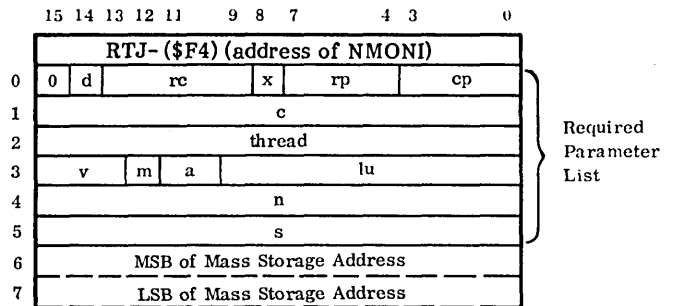 15 14 13 12 11 9 8 7 4 3 0
RTJ- ($F4) (address of NMONI)
0 0 d rc x rp cp
1 c
2 thread
3 v m a lu
4 n
5 s
6 MSB of Mass Storage Address
7 LSB of Mass Storage Address
Required
Parameter
List